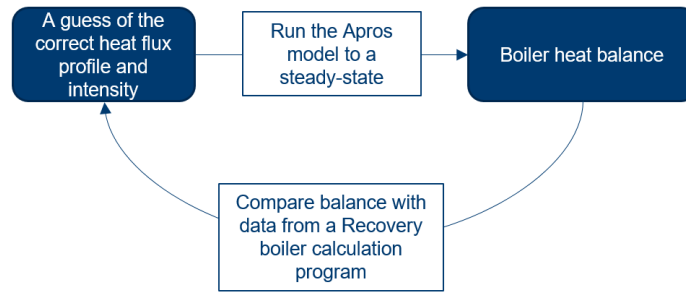 A guess of the
correct heat flux
profile and
intensity
Run the Apros
model to a
steady-state
Boiler heat balance
Compare balance with
data from a Recovery
boiler calculation
program